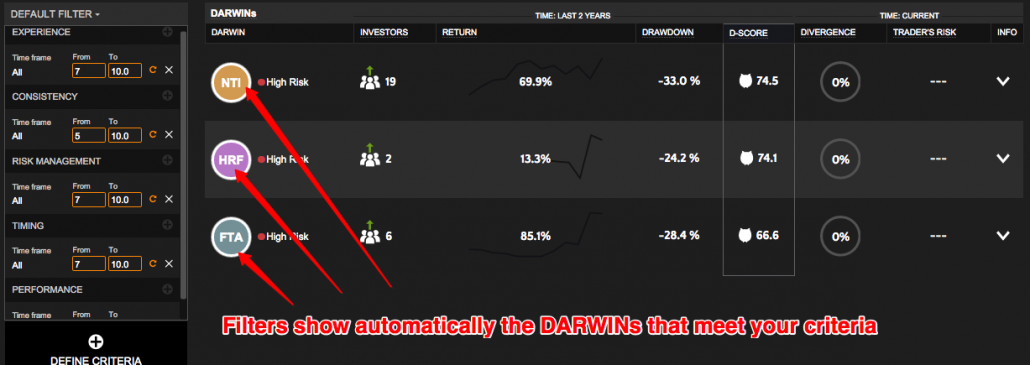 DEFAULT FILTER
EXPERIENCE
Time frame From To
All 7 10.0
CONSISTENCY
Time frame From To
All 5 10.0
RISK MANAGEMENT
Time frame From To
All 7 10.0
TIMING
Time frame From To
All 7 10.0
PERFORMANCE
Time frame From To
DEFINE CRITERIA
DARWINs TIME: LAST 2 YEARS TIME: CURRENT
DARWIN INVESTORS RETURN DRAWDOWN D-SCORE DIVERGENCE TRADER'S RISK INFO
NTI High Risk 19 69.9% -33.0 % 74.5 0% ---
HRF High Risk 2 13.3% -24.2 % 74.1 0% ---
FTA High Risk 6 85.1% -28.4 % 66.6 0% ---
Filters show automatically the DARWINs that meet your criteria